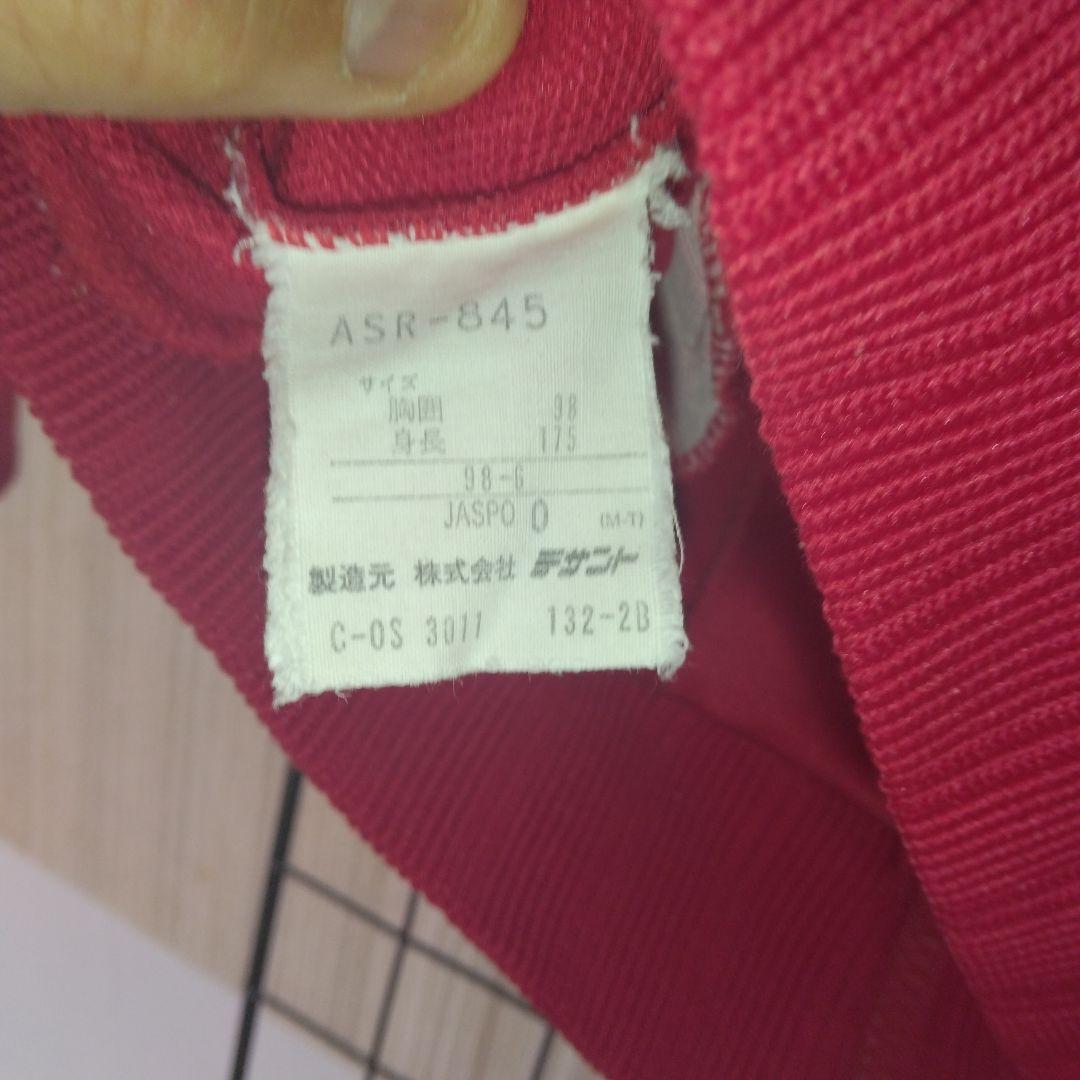 ASR-845
サイズ
胸囲 98
身長 175
98-6
JASPO O (M-T)
製造元 株式会社 デサント
C-OS 3011 132-2B